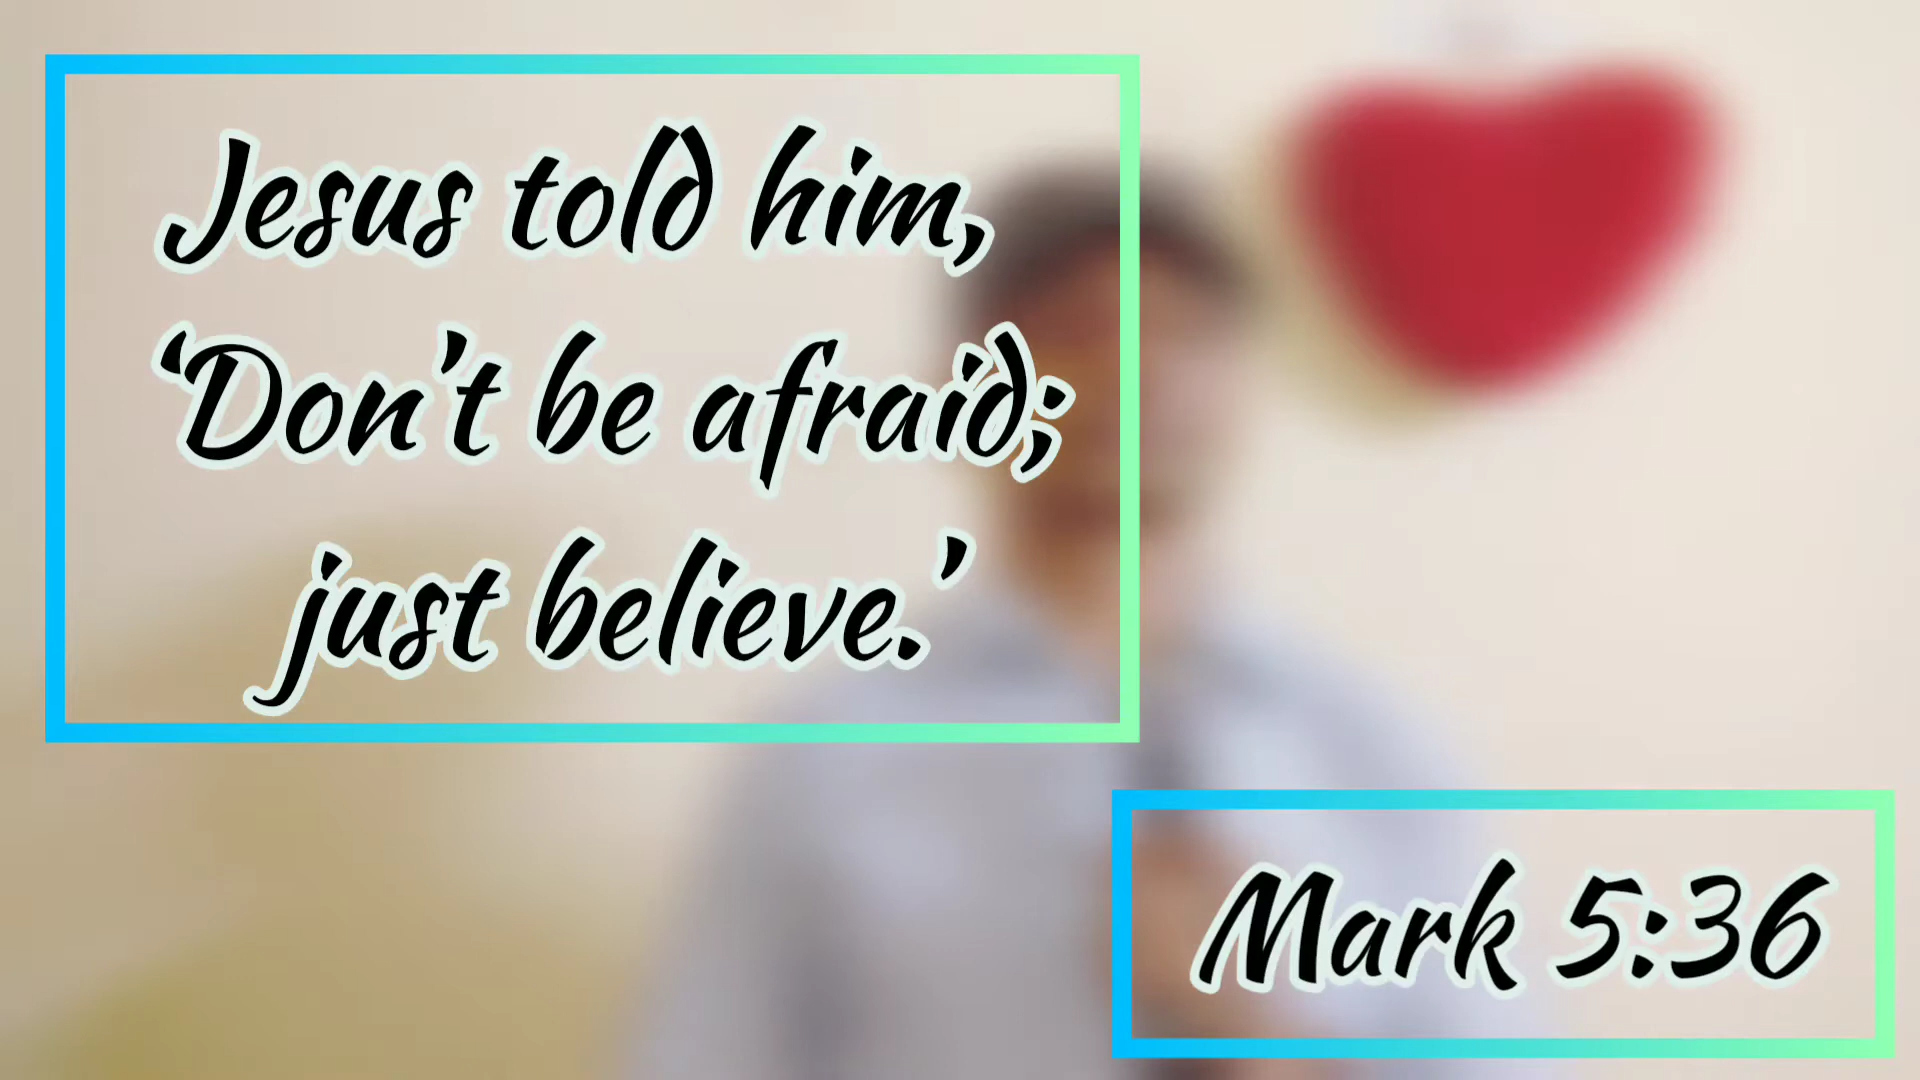 Jesus told him,
‘Don’t be afraid;
just believe.’
Mark 5:36